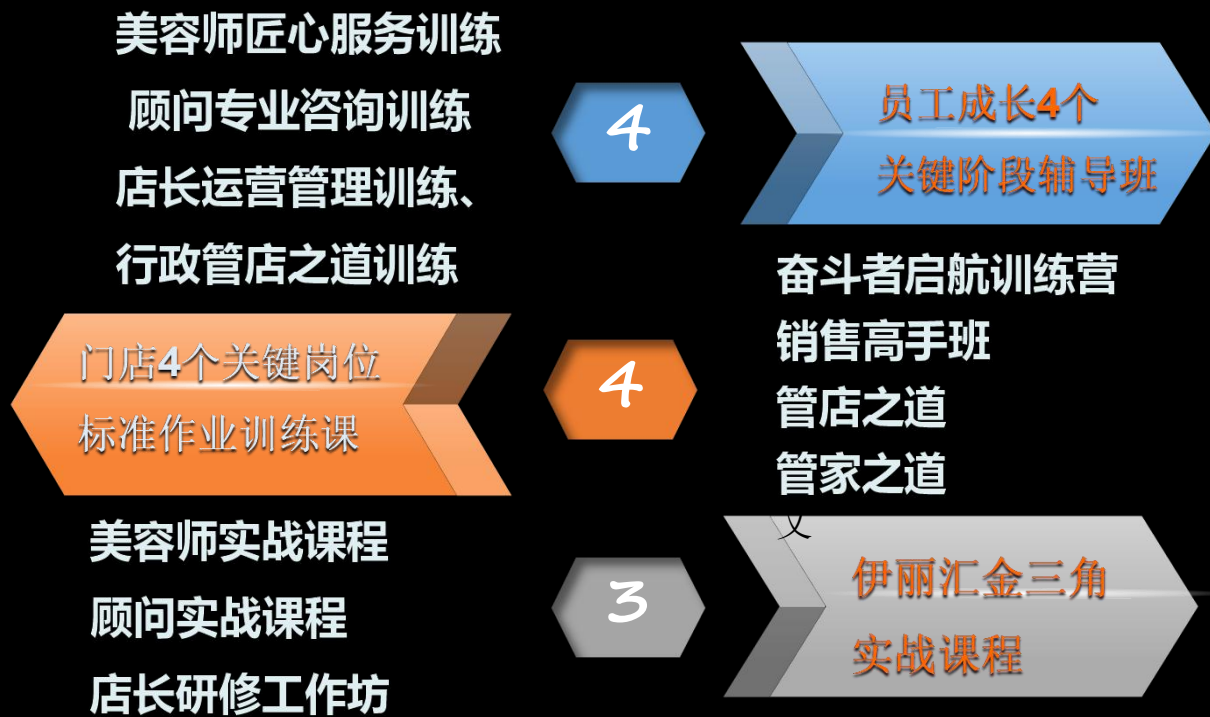 美容师匠心服务训练
顾问专业咨询训练
店长运营管理训练、
行政管店之道训练
4
员工成长4个
关键阶段辅导班
奋斗者启航训练营
销售高手班
管店之道
管家之道
门店4个关键岗位
标准作业训练课
4
美容师实战课程
顾问实战课程
店长研修工作坊
3
伊丽汇金三角
实战课程